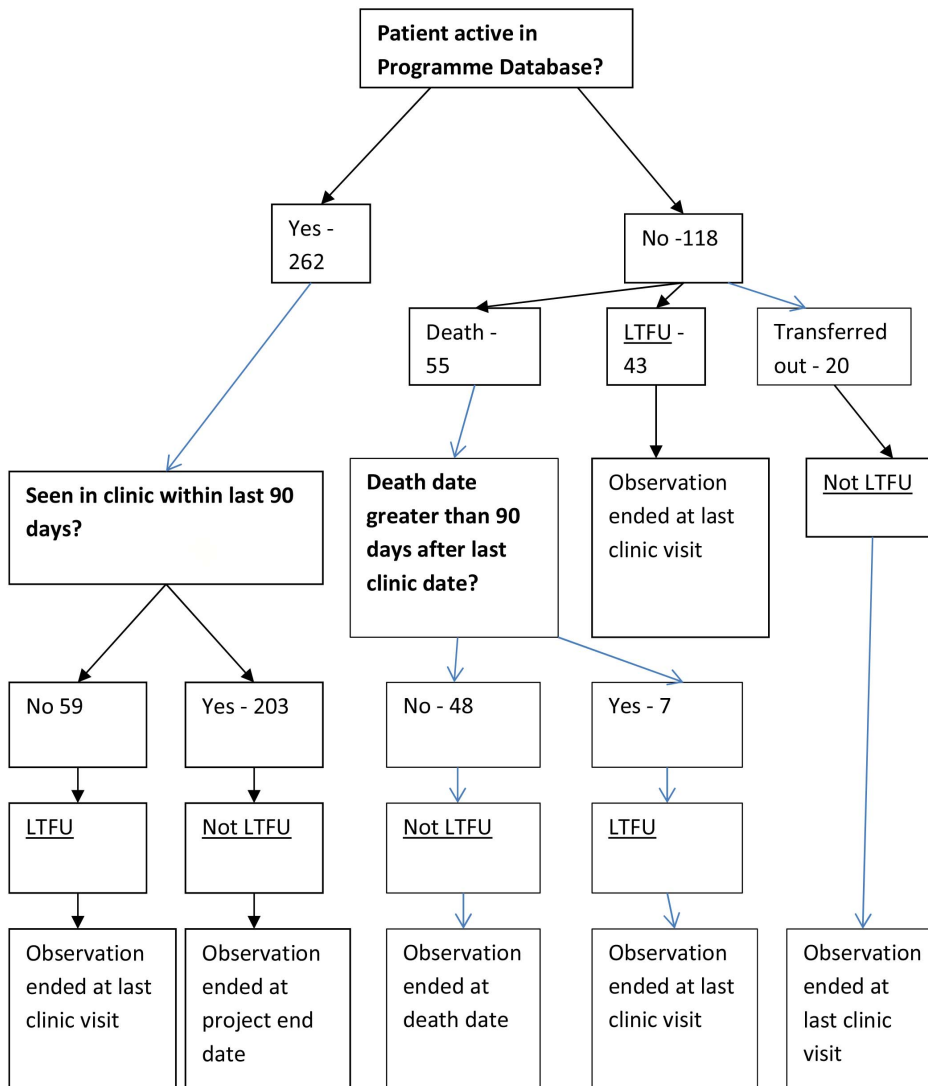 Patient active in
Programme Database?
Yes -
262
No -118
Death -
55
LTFU -
43
Transferred
out - 20
Seen in clinic within last 90
days?
Death date
greater than 90
days after last
clinic date?
Observation
ended at last
clinic visit
Not LTFU
No 59
Yes - 203
No - 48
Yes - 7
LTFU
Not LTFU
Not LTFU
LTFU
Observation
ended at last
clinic visit
Observation
ended at
project end
date
Observation
ended at
death date
Observation
ended at last
clinic visit
Observation
ended at
last clinic
visit